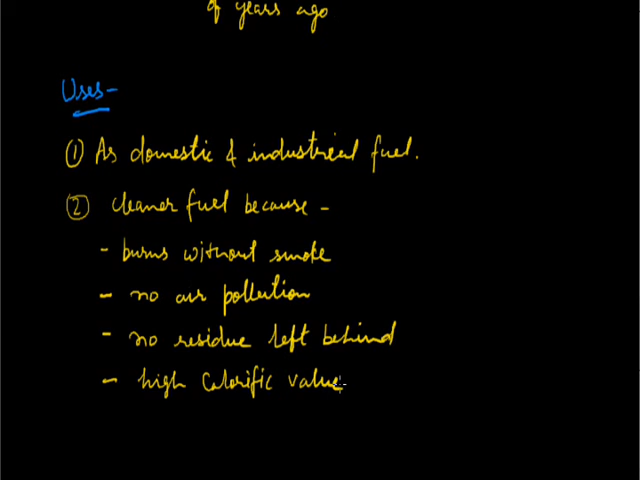 of years ago
Uses-
① As domestic & industrial fuel.
② cleaner fuel because -
- burns without smoke
- no air pollution
- no residue left behind
- high calorific value